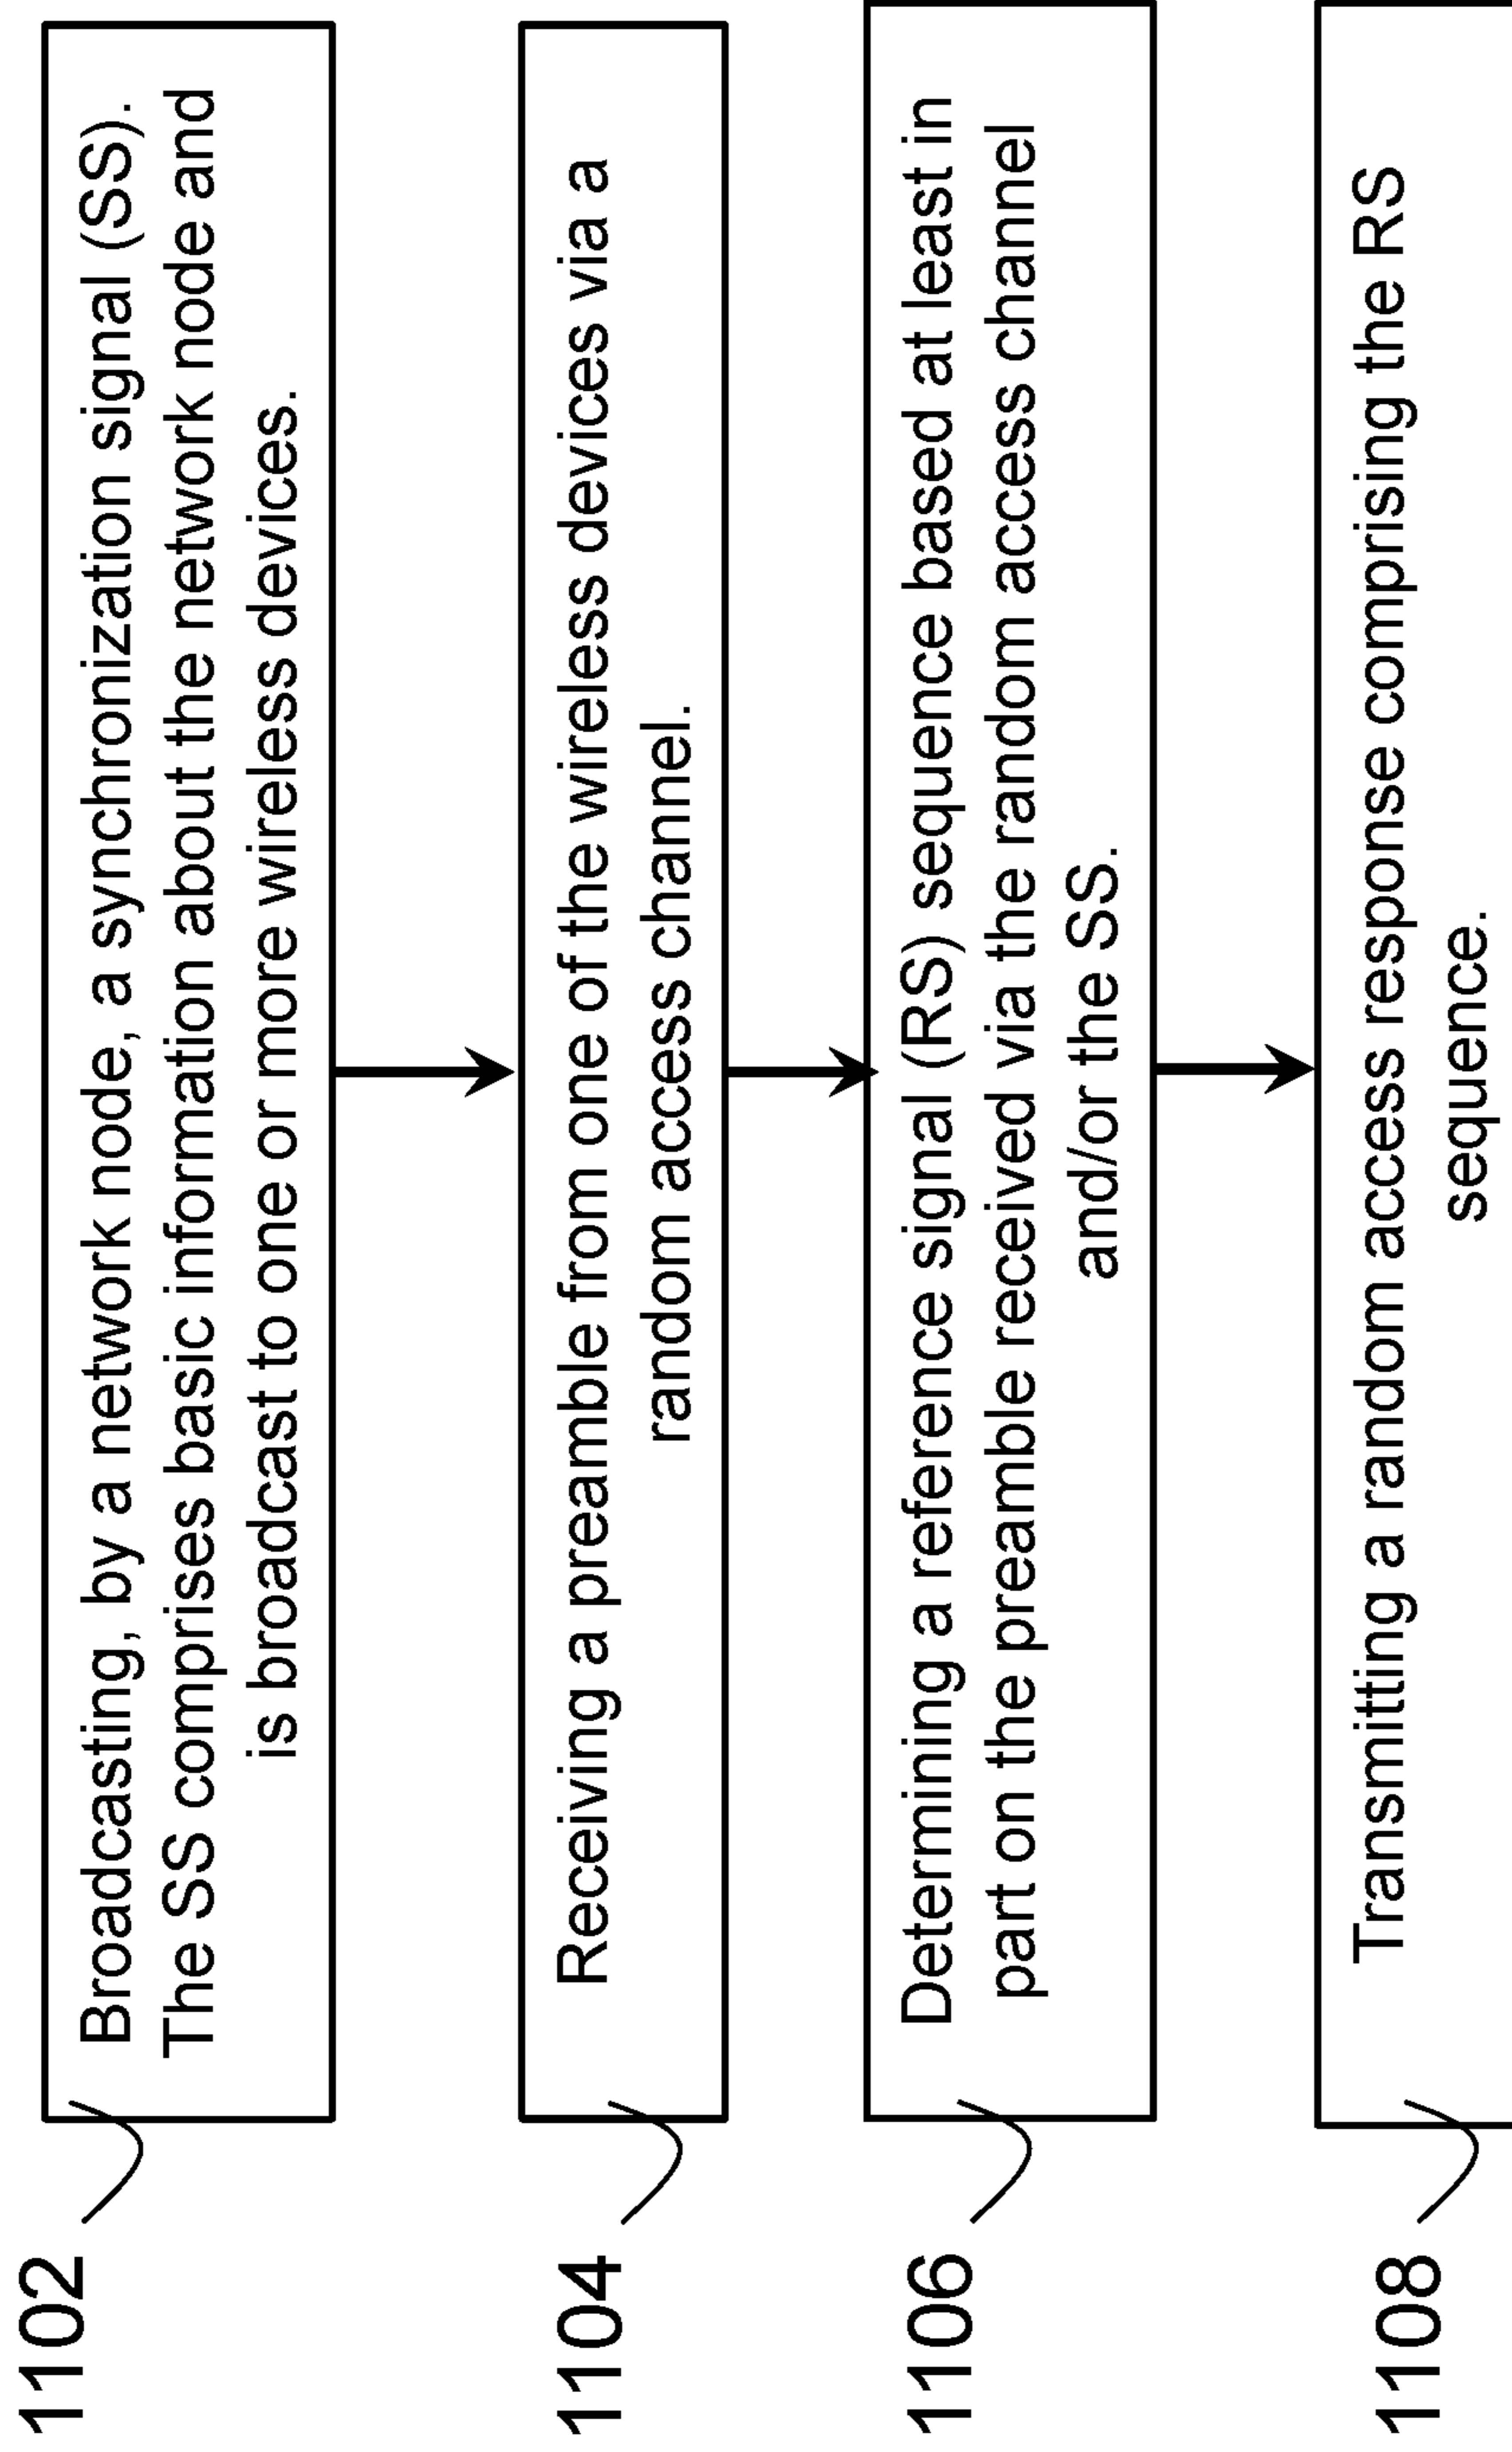 1102
Broadcasting, by a network node, a synchronization signal (SS).
The SS comprises basic information about the network node and
is broadcast to one or more wireless devices.
1104
Receiving a preamble from one of the wireless devices via a
random access channel.
1106
Determining a reference signal (RS) sequence based at least in
part on the preamble received via the random access channel
and/or the SS.
1108
Transmitting a random access response comprising the RS
sequence.